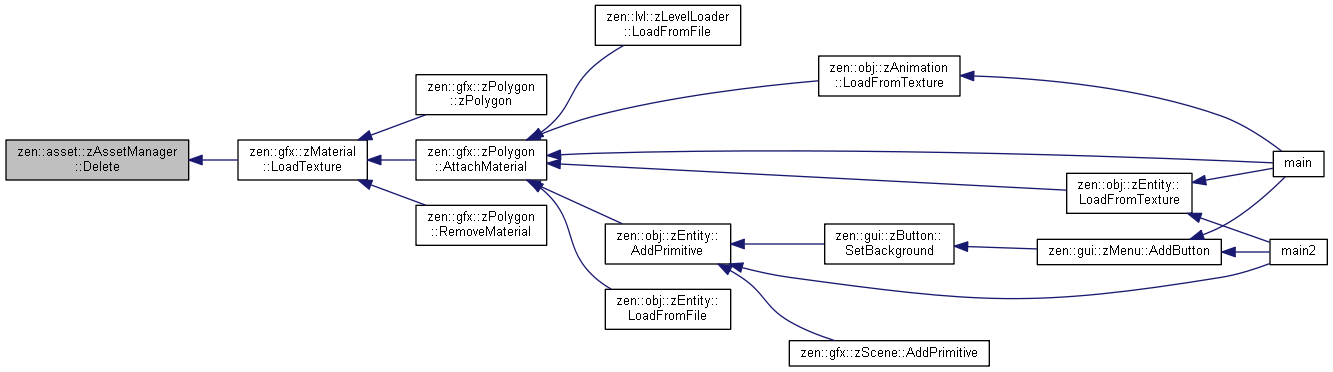 zen::asset::zAssetManager
::Delete
zen::gfx::zMaterial
::LoadTexture
zen::gfx::zPolygon
::zPolygon
zen::gfx::zPolygon
::AttachMaterial
zen::gfx::zPolygon
::RemoveMaterial
zen::lvl::zLevelLoader
::LoadFromFile
zen::obj::zEntity::
AddPrimitive
zen::obj::zEntity::
LoadFromFile
zen::obj::zAnimation
::LoadFromTexture
zen::gui::zButton::
SetBackground
zen::gfx::zScene::AddPrimitive
zen::obj::zEntity::
LoadFromTexture
zen::gui::zMenu::AddButton
main
main2